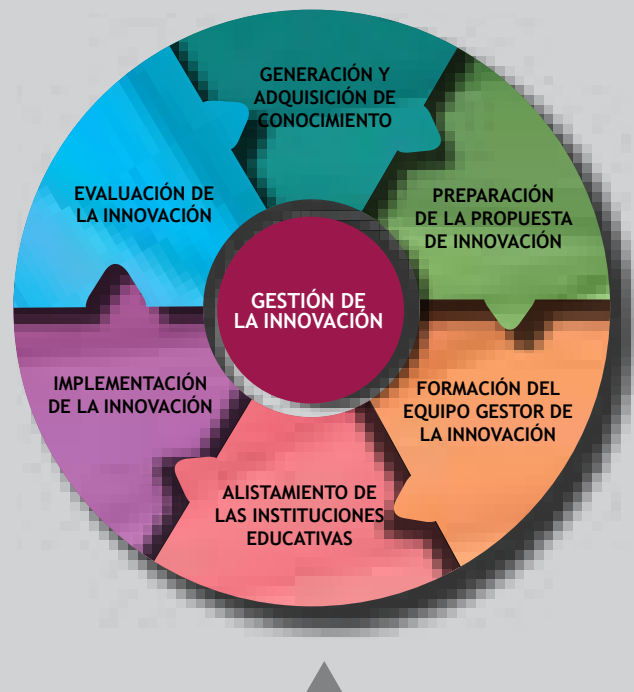 GENERACIÓN Y
ADQUISICIÓN DE
CONOCIMIENTO
PREPARACIÓN
DE LA PROPUESTA
DE INNOVACIÓN
FORMACIÓN DEL
EQUIPO GESTOR DE
LA INNOVACIÓN
ALISTAMIENTO DE
LAS INSTITUCIONES
EDUCATIVAS
IMPLEMENTACIÓN
DE LA INNOVACIÓN
EVALUACIÓN DE
LA INNOVACIÓN
GESTIÓN DE
LA INNOVACIÓN